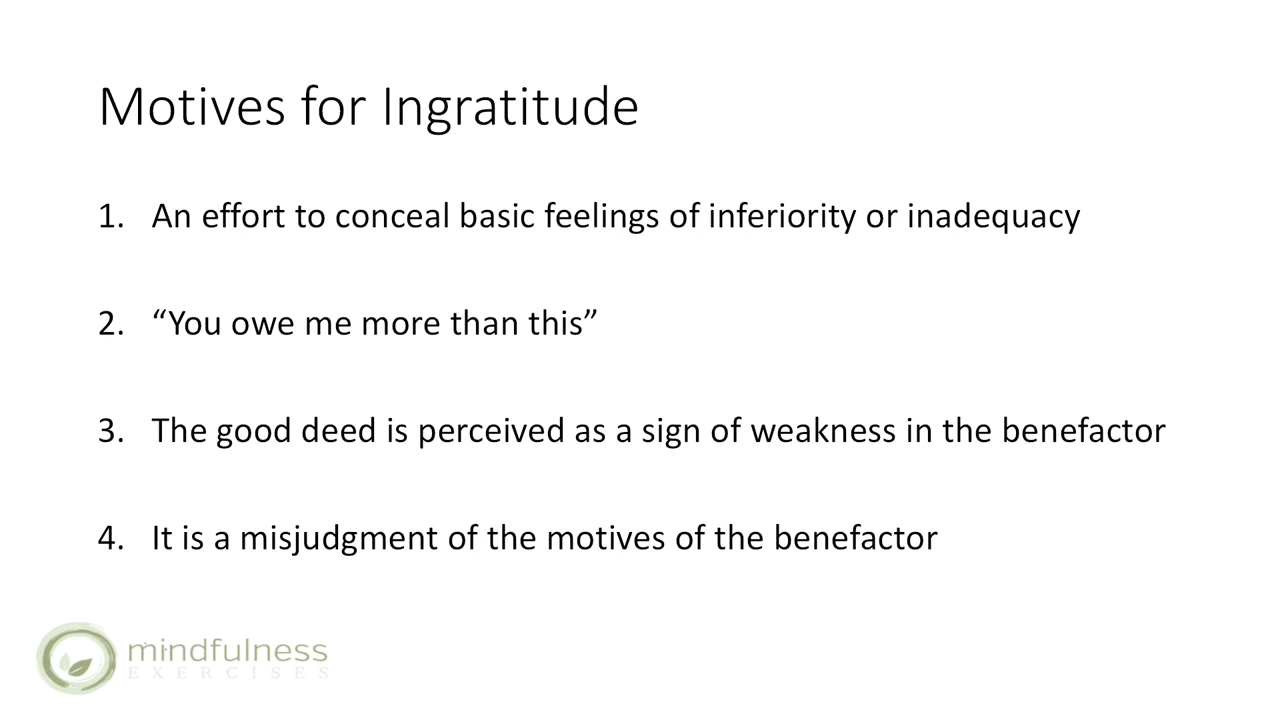 Motives for Ingratitude
1. An effort to conceal basic feelings of inferiority or inadequacy
2. “You owe me more than this”
3. The good deed is perceived as a sign of weakness in the benefactor
4. It is a misjudgment of the motives of the benefactor
mindfulness
EXERCISES